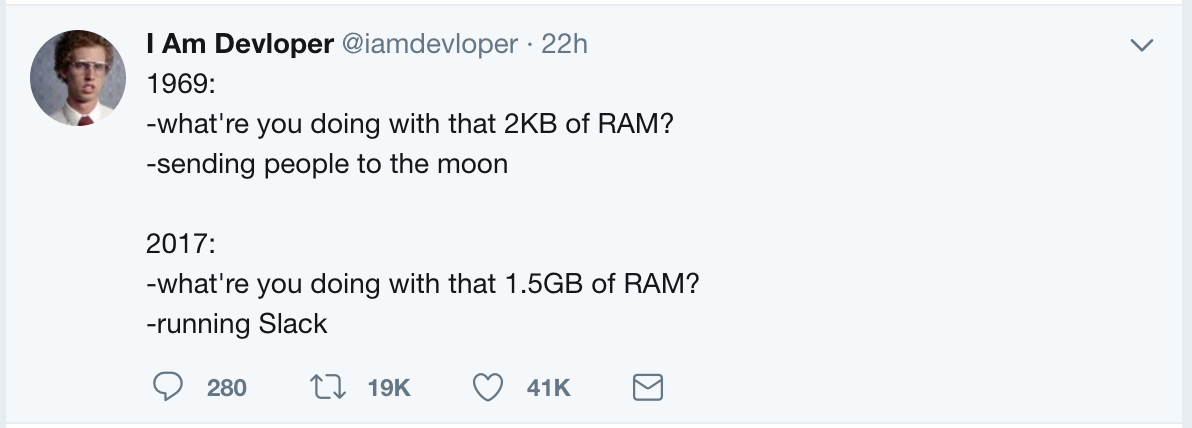 I Am Devloper @iamdevloper · 22h
1969:
-what're you doing with that 2KB of RAM?
-sending people to the moon
2017:
-what're you doing with that 1.5GB of RAM?
-running Slack
280 19K 41K